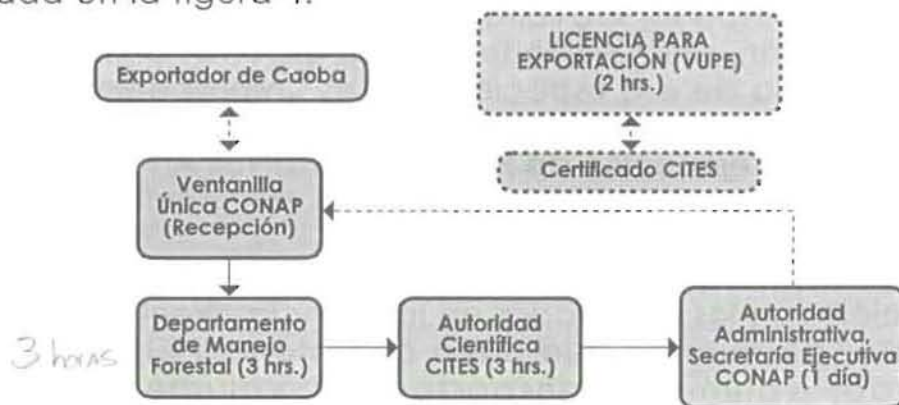 ada en la figura 4.
Exportador de Caoba
LICENCIA PARA
EXPORTACIÓN (VUPE)
(2 hrs.)
Certificado CITES
Ventanilla
Única CONAP
(Recepción)
Departamento
de Manejo
Forestal (3 hrs.)
Autoridad
Científica
CITES (3 hrs.)
Autoridad
Administrativa,
Secretaría Ejecutiva
CONAP (1 día)
3 horas